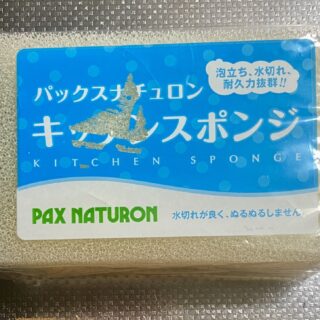 泡立ち、水切れ、
耐久力抜群!!
パックスナチュロン
キッチンスポンジ
KITCHEN SPONGE
PAX NATURON
水切れが良く、ぬるぬるしません。